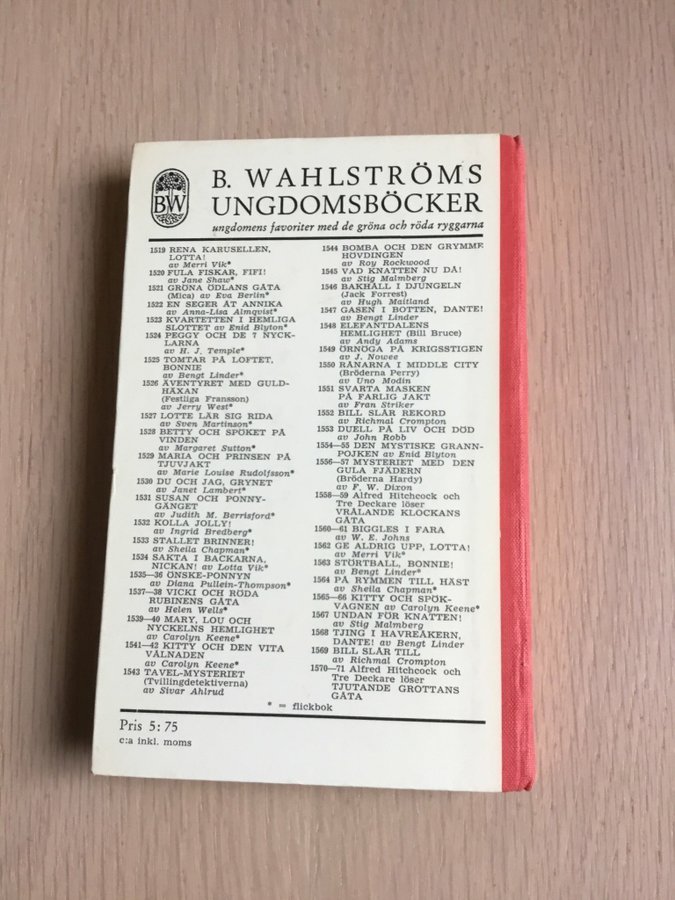 BW
B. WAHLSTRÖMS
UNGDOMSBÖCKER
ungdomens favoriter med de gröna och röda ryggarna
1519 RENA KARUSELLEN,
LOTTA!
av Merri Vik*
1520 FULA FISKAR, FIFI!
av Jane Shaw*
1521 GRÖNA ÖDLANS GÅTA
(Mica) av Eva Berlin*
1522 EN SEGER ÅT ANNIKA
av Anna-Lisa Almqvist*
1523 KVARTETTEN I HEMLIGA
SLOTTET av Enid Blyton*
1524 PEGGY OCH DE 7 NYCK-
LARNA
av H. J. Temple*
1525 TOMTAR PÅ LOFTET,
BONNIE
av Bengt Linder*
1526 ÄVENTYRET MED GULD-
HÄXAN
(Festliga Fransson)
av Jerry West*
1527 LOTTE LÄR SIG RIDA
av Sven Martinson*
1528 BETTY OCH SPÖKET PÅ
VINDEN
av Margaret Sutton*
1529 MARIA OCH PRINSEN PÅ
TJUVJAKT
av Marie Louise Rudolfsson*
1530 DU OCH JAG, GRYNET
av Janet Lambert*
1531 SUSAN OCH PONNY-
GÄNGET
av Judith M. Berrisford*
1532 KOLLA JOLLY!
av Ingrid Bredberg*
1533 STALLET BRINNER!
av Sheila Chapman*
1534 SAKTA I BACKARNA,
NICKAN! av Lotta Vik*
1535—36 ÖNSKE-PONNYN
av Diana Pullein-Thompson*
1537—38 VICKI OCH RÖDA
RUBINENS GÅTA
av Helen Wells*
1539—40 MARY, LOU OCH
NYCKELNS HEMLIGHET
av Carolyn Keene*
1541—42 KITTY OCH DEN VITA
VÅLNADEN
av Carolyn Keene*
1543 TAVEL-MYSTERIET
(Tvillingdetektiverna)
av Sivar Ahlrud
1544 BOMBA OCH DEN GRYMME
HÖVDINGEN
av Roy Rockwood
1545 VAD KNATTEN NU DÅ!
av Stig Malmberg
1546 BAKHÅLL I DJUNGELN
(Jack Forrest)
av Hugh Maitland
1547 GASEN I BOTTEN, DANTE!
av Bengt Linder
1548 ELEFANTDALENS
HEMLIGHET (Bill Bruce)
av Andy Adams
1549 ÖRNÖGA PÅ KRIGSSTIGEN
av J. Nowee
1550 RÅNARNA I MIDDLE CITY
(Bröderna Perry)
av Uno Modin
1551 SVARTA MASKEN
PÅ FARLIG JAKT
av Fran Striker
1552 BILL SLÅR REKORD
av Richmal Crompton
1553 DUELL PÅ LIV OCH DÖD
av John Robb
1554—55 DEN MYSTISKE GRANN-
POJKEN av Enid Blyton
1556—57 MYSTERIET MED DEN
GULA FJÄDERN
(Bröderna Hardy)
av F. W. Dixon
1558—59 Alfred Hitchcock och
Tre Deckare löser
VRÅLANDE KLOCKANS
GÅTA
1560—61 BIGGLES I FARA
av W. E. Johns
1562 GE ALDRIG UPP, LOTTA!
av Merri Vik*
1563 STÖRTBALL, BONNIE!
av Bengt Linder*
1564 PÅ RYMMEN TILL HÄST
av Sheila Chapman*
1565—66 KITTY OCH SPÖK-
VAGNEN av Carolyn Keene*
1567 UNDAN FÖR KNATTEN!
av Stig Malmberg
1568 TJING I HAVREÅKERN,
DANTE! av Bengt Linder
1569 BILL SLÅR TILL
av Richmal Crompton
1570—71 Alfred Hitchcock och
Tre Deckare löser
TJUTANDE GROTTANS
GÅTA
* = flickbok
Pris 5:75
c:a inkl. moms